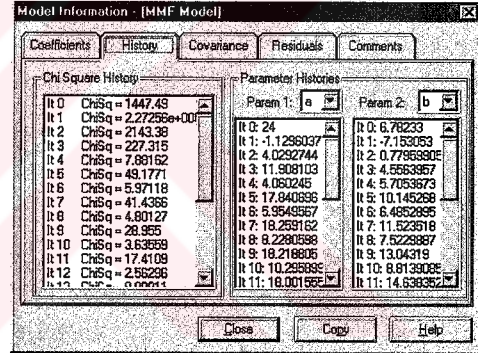 Model Information - [MMF Model]
Coefficients History Covariance Residuals Comments
Chi Square History
It 0 ChiSq = 1447.49
It 1 ChiSq = 2.27256e+00
It 2 ChiSq = 2143.38
It 3 ChiSq = 227.315
It 4 ChiSq = 7.88162
It 5 ChiSq = 49.1771
It 6 ChiSq = 5.97118
It 7 ChiSq = 41.4366
It 8 ChiSq = 4.80127
It 9 ChiSq = 28.955
It 10 ChiSq = 3.63559
It 11 ChiSq = 17.4109
It 12 ChiSq = 2.56296
Parameter Histories
Param 1: a
It 0: 24
It 1: -1.1296037
It 2: 4.0292744
It 3: 11.908103
It 4: 4.060245
It 5: 17.840696
It 6: 5.9549567
It 7: 18.259162
It 8: 8.2280598
It 9: 18.218805
It 10: 10.295895
It 11: 18.001555
Param 2: b
It 0: 6.78233
It 1: -7.153053
It 2: 0.77959905
It 3: 4.5563957
It 4: 5.7053673
It 5: 10.145268
It 6: 6.4852895
It 7: 11.523518
It 8: 7.5229887
It 9: 13.04319
It 10: 8.8139085
It 11: 14.638352
Close Copy Help